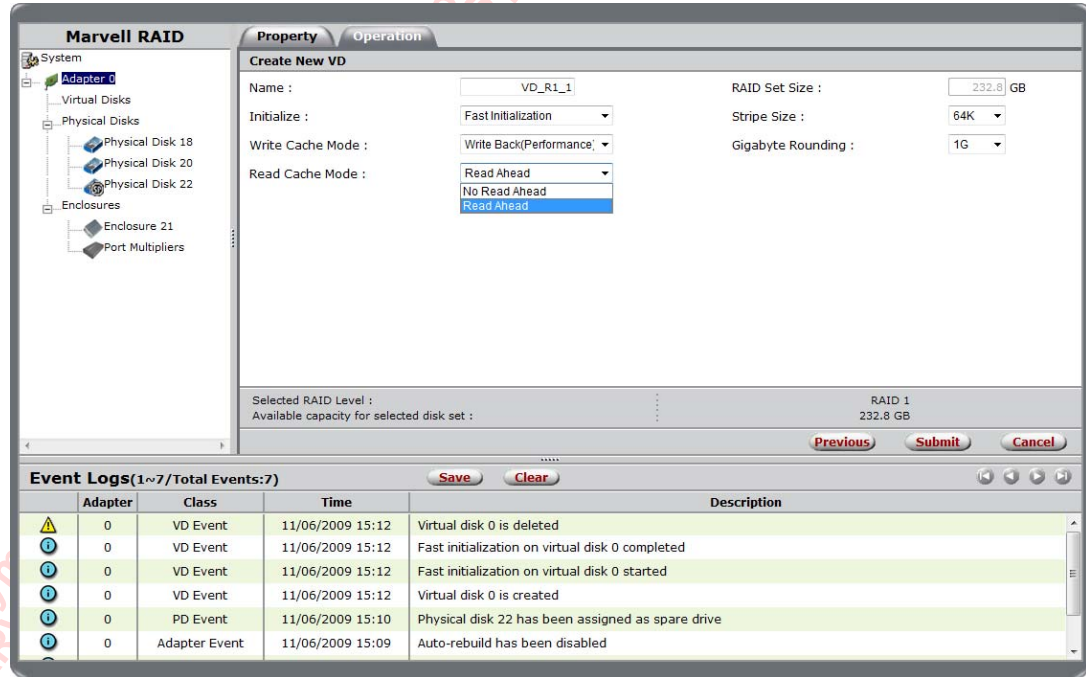 Marvell RAID
System
Adapter 0
Virtual Disks
Physical Disks
Physical Disk 18
Physical Disk 20
Physical Disk 22
Enclosures
Enclosure 21
Port Multipliers
Property Operation
Create New VD
Name : VD_R1_1 RAID Set Size : 232.8 GB
Initialize : Fast Initialization Stripe Size : 64K
Write Cache Mode : Write Back(Performance) Gigabyte Rounding : 1G
Read Cache Mode : Read Ahead
No Read Ahead
Read Ahead
Selected RAID Level : RAID 1
Available capacity for selected disk set : 232.8 GB
Previous Submit Cancel
Event Logs(1~7/Total Events:7) Save Clear
Adapter Class Time Description
0 VD Event 11/06/2009 15:12 Virtual disk 0 is deleted
0 VD Event 11/06/2009 15:12 Fast initialization on virtual disk 0 completed
0 VD Event 11/06/2009 15:12 Fast initialization on virtual disk 0 started
0 VD Event 11/06/2009 15:12 Virtual disk 0 is created
0 PD Event 11/06/2009 15:10 Physical disk 22 has been assigned as spare drive
0 Adapter Event 11/06/2009 15:09 Auto-rebuild has been disabled